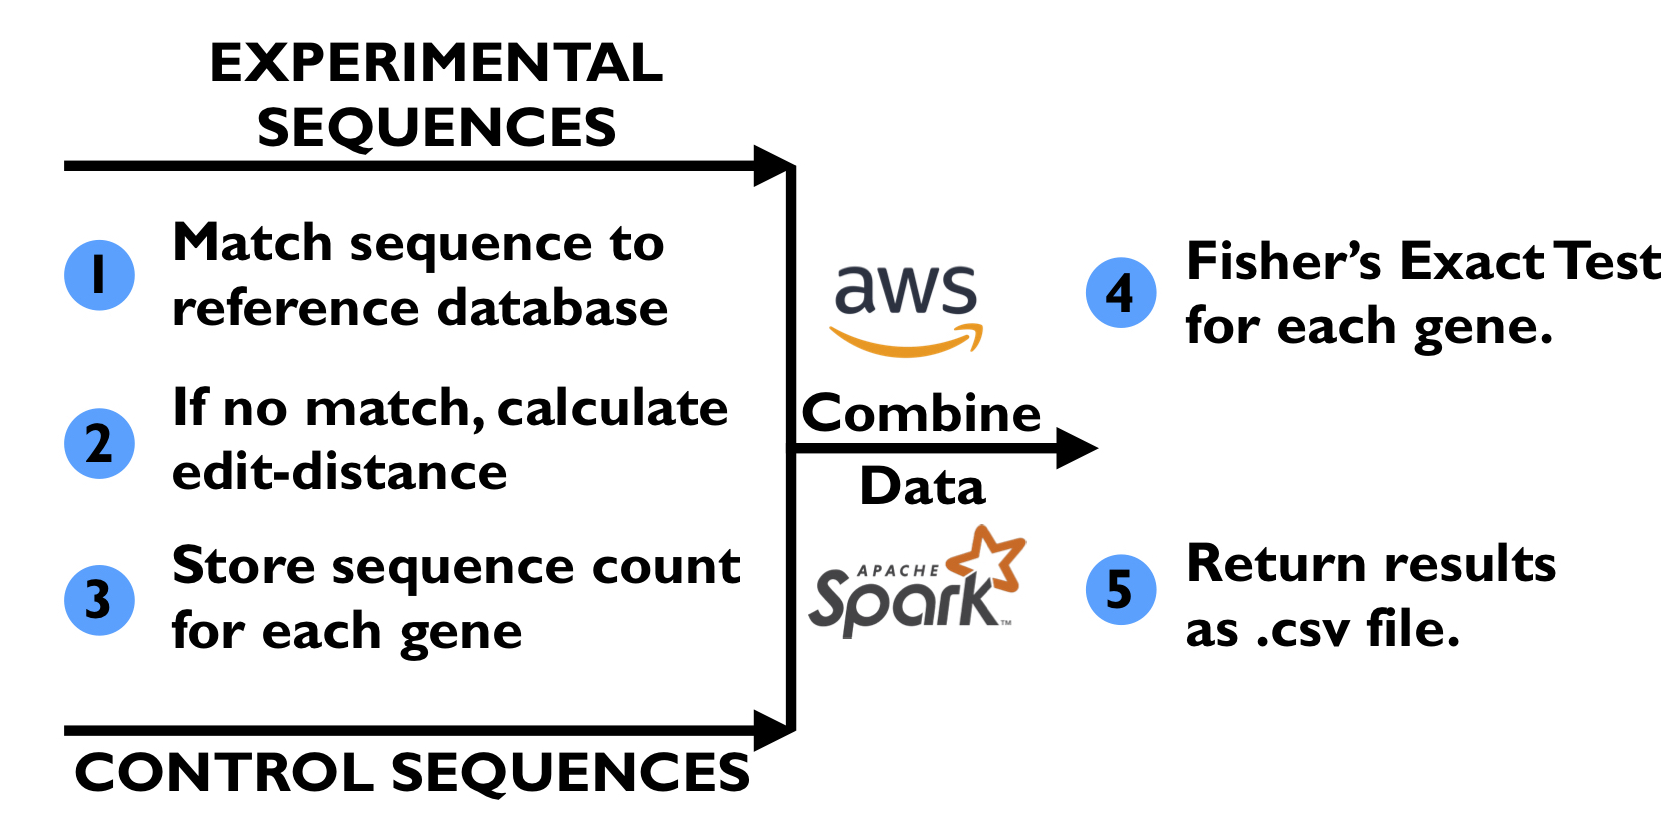 EXPERIMENTAL
SEQUENCES
1 Match sequence to
reference database
2 If no match, calculate
edit-distance
3 Store sequence count
for each gene
CONTROL SEQUENCES
aws
Combine
Data
APACHE
Spark™
4 Fisher’s Exact Test
for each gene.
5 Return results
as .csv file.